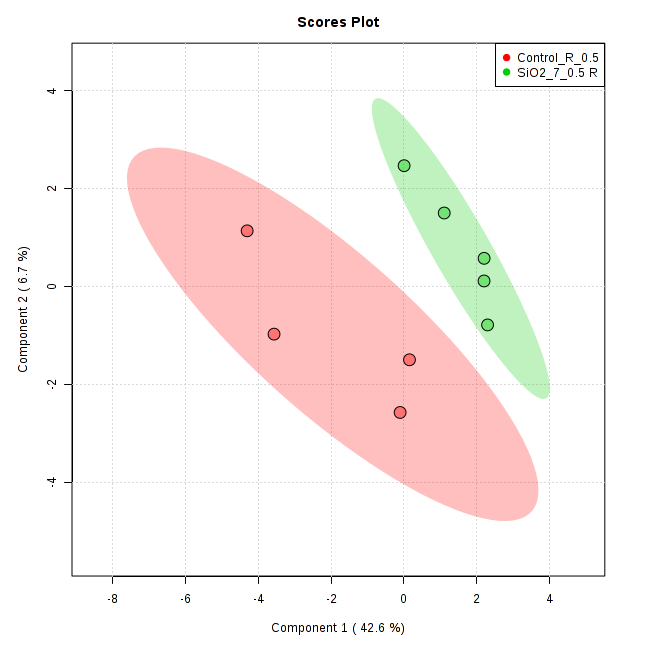 Scores Plot
Control_R_0.5
SiO2_7_0.5 R
4
2
0
-2
-4
Component 2 ( 6.7 %)
-8 -6 -4 -2 0 2 4
Component 1 ( 42.6 %)